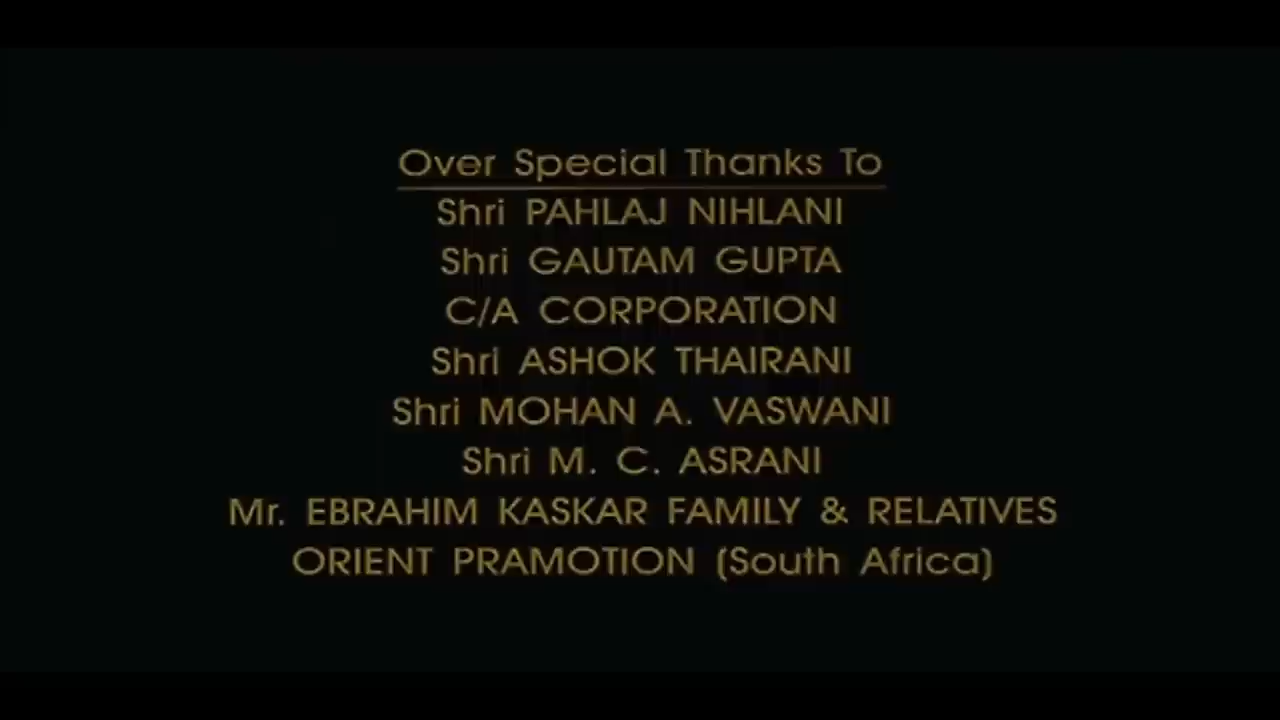 Over Special Thanks To
Shri PAHLAJ NIHLANI
Shri GAUTAM GUPTA
C/A CORPORATION
Shri ASHOK THAIRANI
Shri MOHAN A. VASWANI
Shri M. C. ASRANI
Mr. EBRAHIM KASKAR FAMILY & RELATIVES
ORIENT PRAMOTION (South Africa)